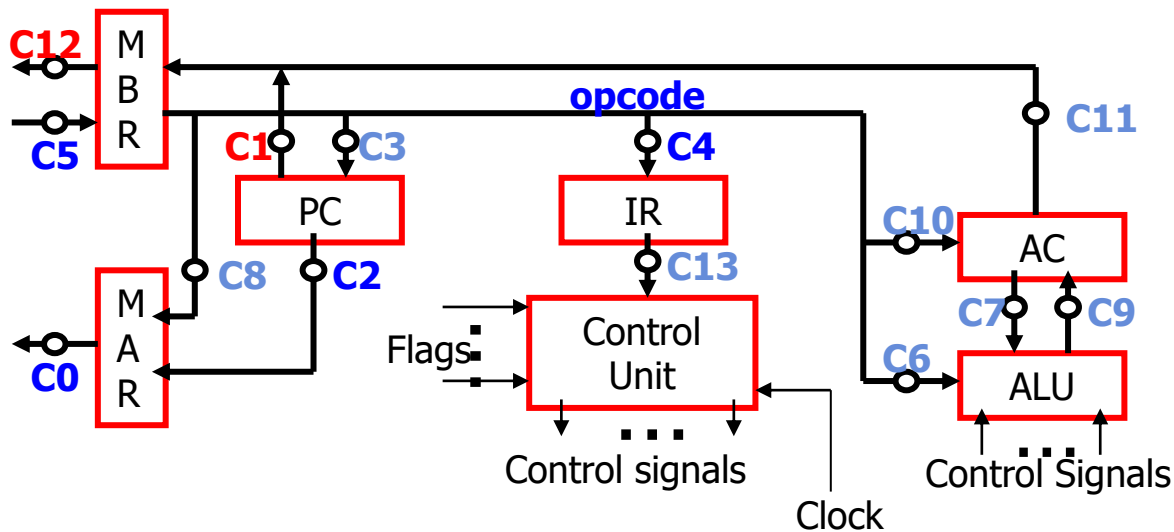 C12
M
B
R
C5
opcode
C1
C3
C4
C11
PC
IR
C10
AC
C8
C2
C13
C7
C9
M
A
R
C0
Flags
Control
Unit
C6
ALU
Control signals
Control Signals
Clock